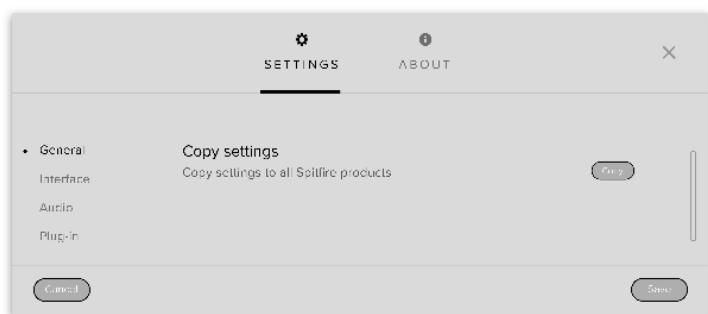 SETTINGS
ABOUT
General
Interface
Audio
Plug-in
Copy settings
Copy settings to all Spitfire products
Copy
Cancel
Save